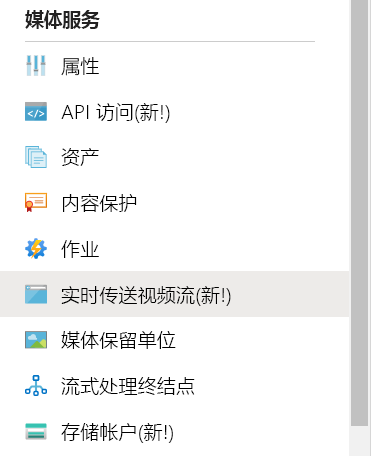 媒体服务
属性
API 访问(新!)
资产
内容保护
作业
实时传送视频流(新!)
媒体保留单位
流式处理终结点
存储帐户(新!)